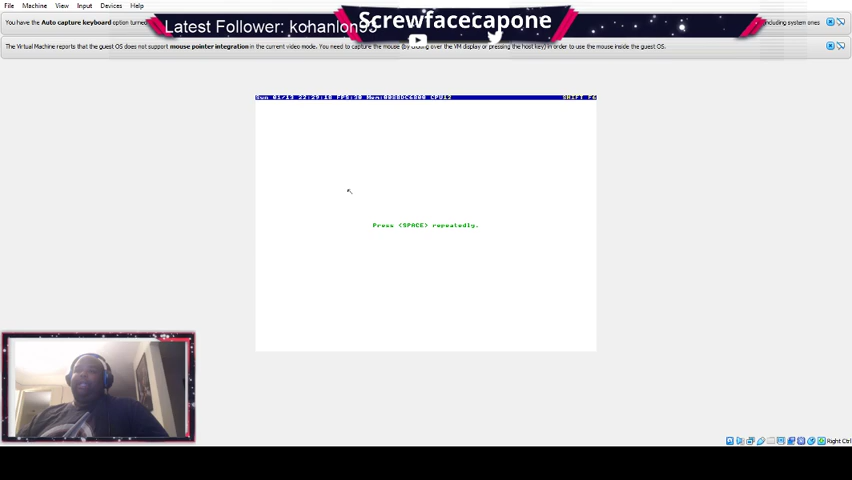 File Machine View Input Devices Help
Latest Follower: kohanlon93
Screwfacecapone
You have the Auto capture keyboard option turned
including system ones
The Virtual Machine reports that the guest OS does not support mouse pointer integration in the current video mode. You need to capture the mouse (by clicking over the VM display or pressing the host key) in order to use the mouse inside the guest OS.
SHIFT F6
Press <SPACE> repeatedly.
Right Ctrl